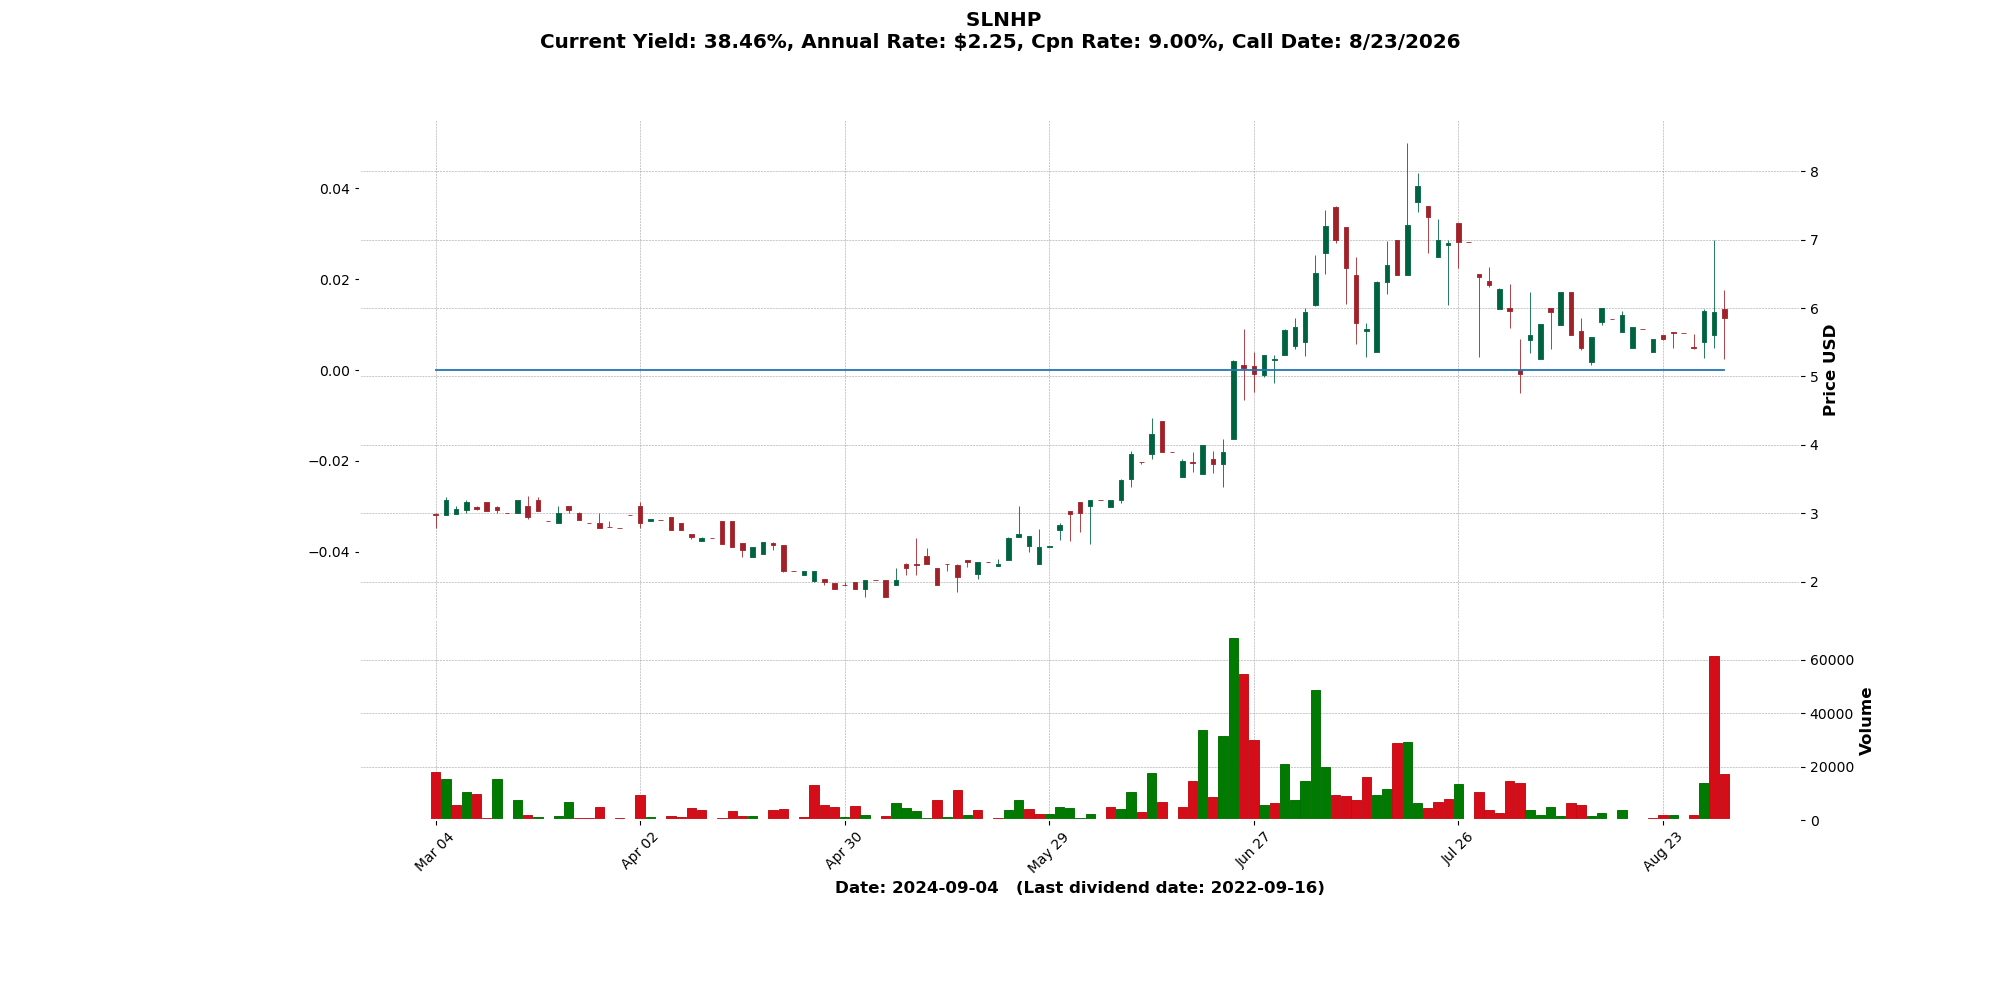 SLNHP
Current Yield: 38.46%, Annual Rate: $2.25, Cpn Rate: 9.00%, Call Date: 8/23/2026
0.04
0.02
0.00
−0.02
−0.04
8
7
6
5
4
3
2
Price USD
60000
40000
20000
0
Volume
Mar 04
Apr 02
Apr 30
May 29
Jun 27
Jul 26
Aug 23
Date: 2024-09-04   (Last dividend date: 2022-09-16)